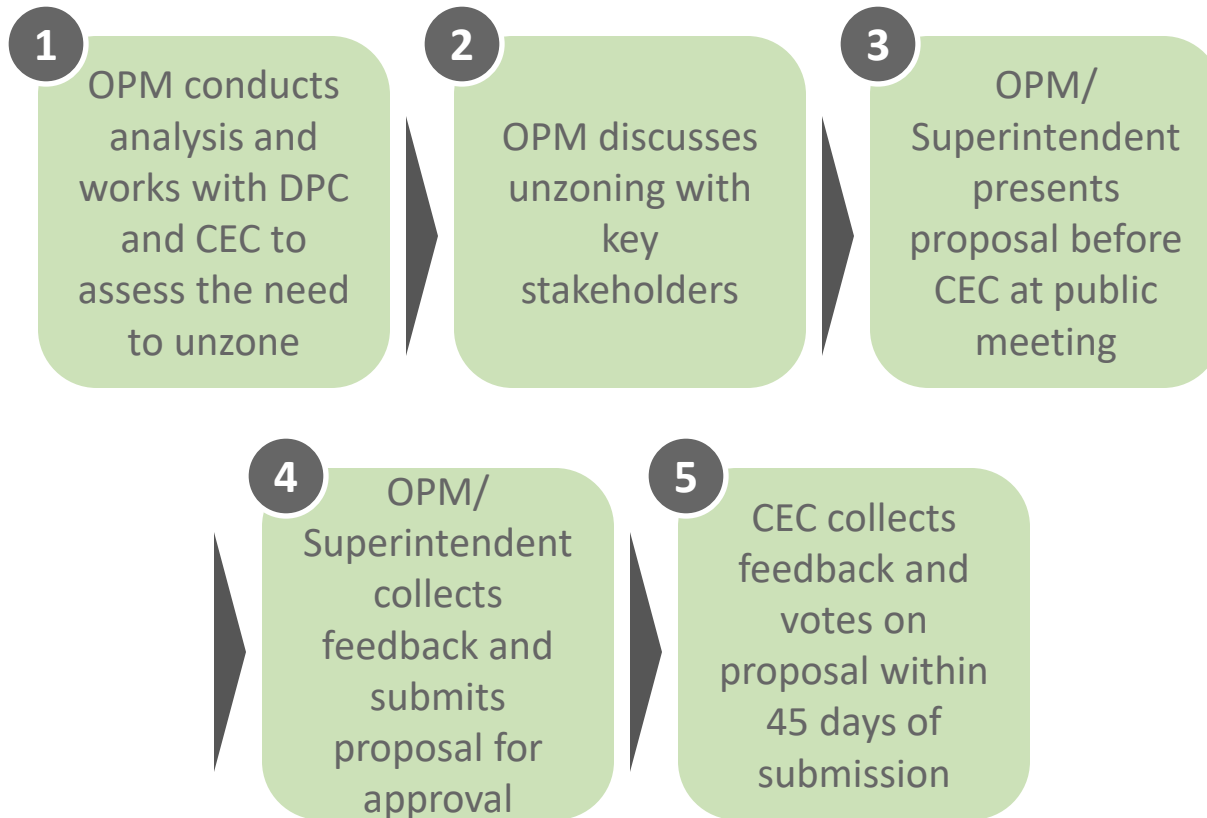 1
OPM conducts
analysis and
works with DPC
and CEC to
assess the need
to unzone
2
OPM discusses
unzoning with
key
stakeholders
3
OPM/
Superintendent
presents
proposal before
CEC at public
meeting
4
OPM/
Superintendent
collects
feedback and
submits
proposal for
approval
5
CEC collects
feedback and
votes on
proposal within
45 days of
submission